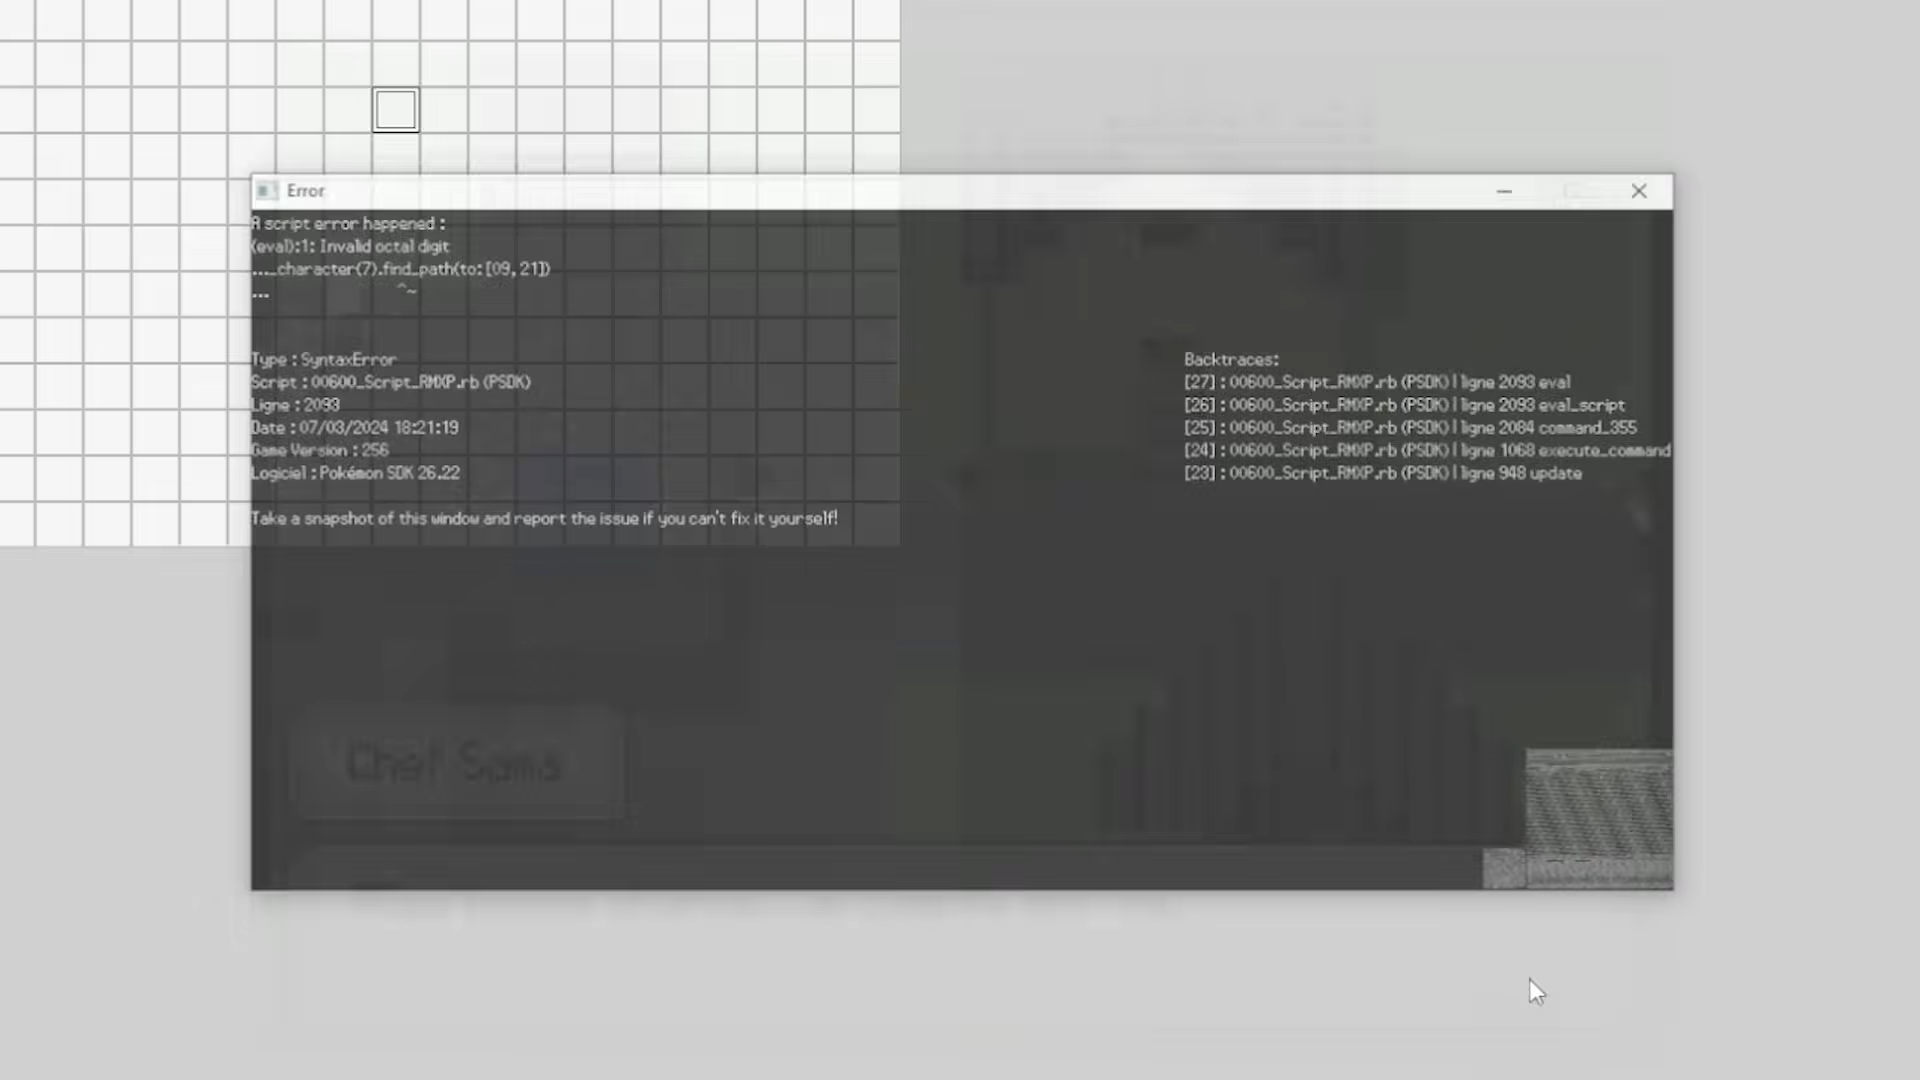 Error
A script error happened :
(eval):1: Invalid octal digit
...._character(7).find_path(to:[09, 21])
... ^~
Type : SyntaxError
Script : 00600_Script_RMXP.rb (PSDK)
Ligne : 2093
Date : 07/03/2024 18:21:19
Game Version : 256
Logiciel : Pokémon SDK 26.22
Take a snapshot of this window and report the issue if you can't fix it yourself!
Backtraces:
[27] : 00600_Script_RMXP.rb (PSDK) | ligne 2093 eval
[26] : 00600_Script_RMXP.rb (PSDK) | ligne 2093 eval_script
[25] : 00600_Script_RMXP.rb (PSDK) | ligne 2084 command_355
[24] : 00600_Script_RMXP.rb (PSDK) | ligne 1068 execute_command
[23] : 00600_Script_RMXP.rb (PSDK) | ligne 948 update
Chef Sama